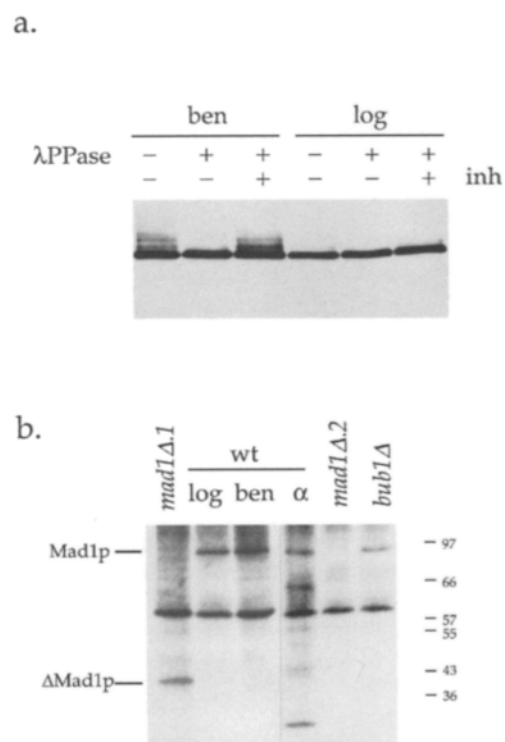 a.
ben log
λPPase − + + − + +
− − + − − + inh
b.
mad1Δ.1 wt mad1Δ.2 bub1Δ
log ben α
Mad1p
ΔMad1p
97
66
57
55
43
36